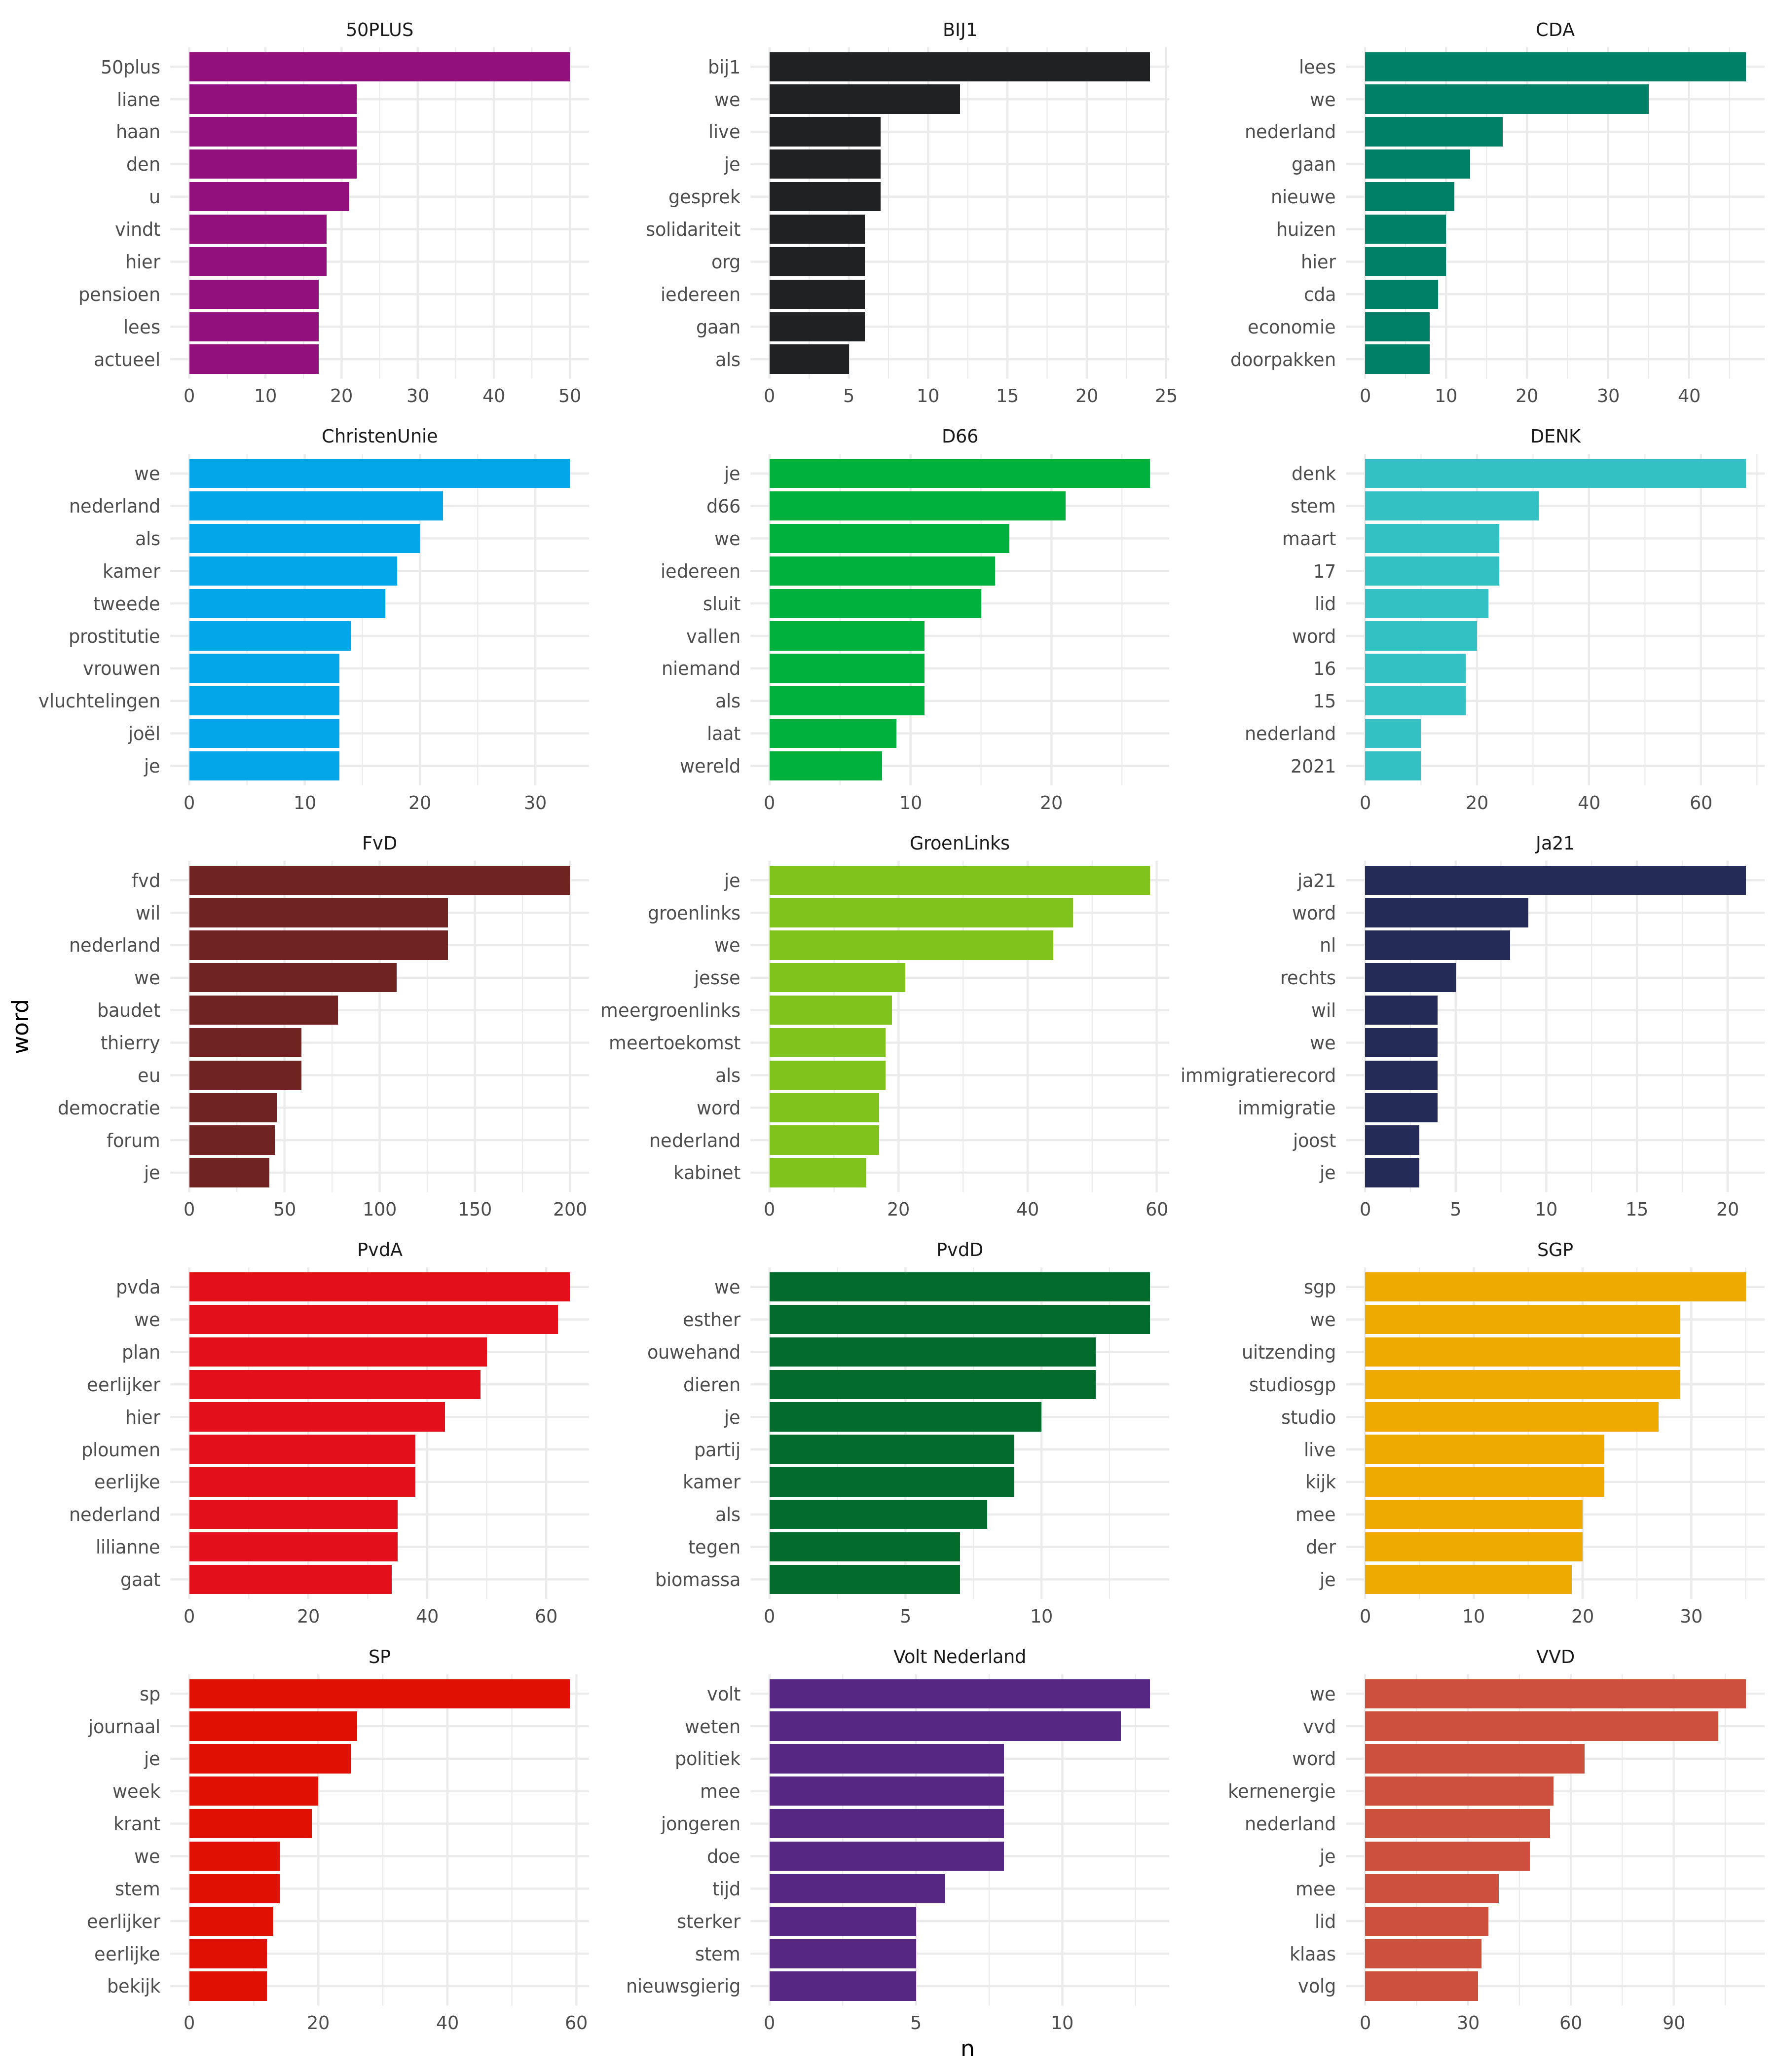 50PLUS
50plus
liane
haan
den
u
vindt
hier
pensioen
lees
actueel
0 10 20 30 40 50
BIJ1
bij1
we
live
je
gesprek
solidariteit
org
iedereen
gaan
als
0 5 10 15 20 25
CDA
lees
we
nederland
gaan
nieuwe
huizen
hier
cda
economie
doorpakken
0 10 20 30 40
ChristenUnie
we
nederland
als
kamer
tweede
prostitutie
vrouwen
vluchtelingen
joël
je
0 10 20 30
D66
je
d66
we
iedereen
sluit
vallen
niemand
als
laat
wereld
0 10 20
DENK
denk
stem
maart
17
lid
word
16
15
nederland
2021
0 20 40 60
word
FvD
fvd
wil
nederland
we
baudet
thierry
eu
democratie
forum
je
0 50 100 150 200
GroenLinks
je
groenlinks
we
jesse
meergroenlinks
meertoekomst
als
word
nederland
kabinet
0 20 40 60
Ja21
ja21
word
nl
rechts
wil
we
immigratierecord
immigratie
joost
je
0 5 10 15 20
PvdA
pvda
we
plan
eerlijker
hier
ploumen
eerlijke
nederland
lilianne
gaat
0 20 40 60
PvdD
we
esther
ouwehand
dieren
je
partij
kamer
als
tegen
biomassa
0 5 10
SGP
sgp
we
uitzending
studiosgp
studio
live
kijk
mee
der
je
0 10 20 30
SP
sp
journaal
je
week
krant
we
stem
eerlijker
eerlijke
bekijk
0 20 40 60
Volt Nederland
volt
weten
politiek
mee
jongeren
doe
tijd
sterker
stem
nieuwsgierig
0 5 10
VVD
we
vvd
word
kernenergie
nederland
je
mee
lid
klaas
volg
0 30 60 90
n